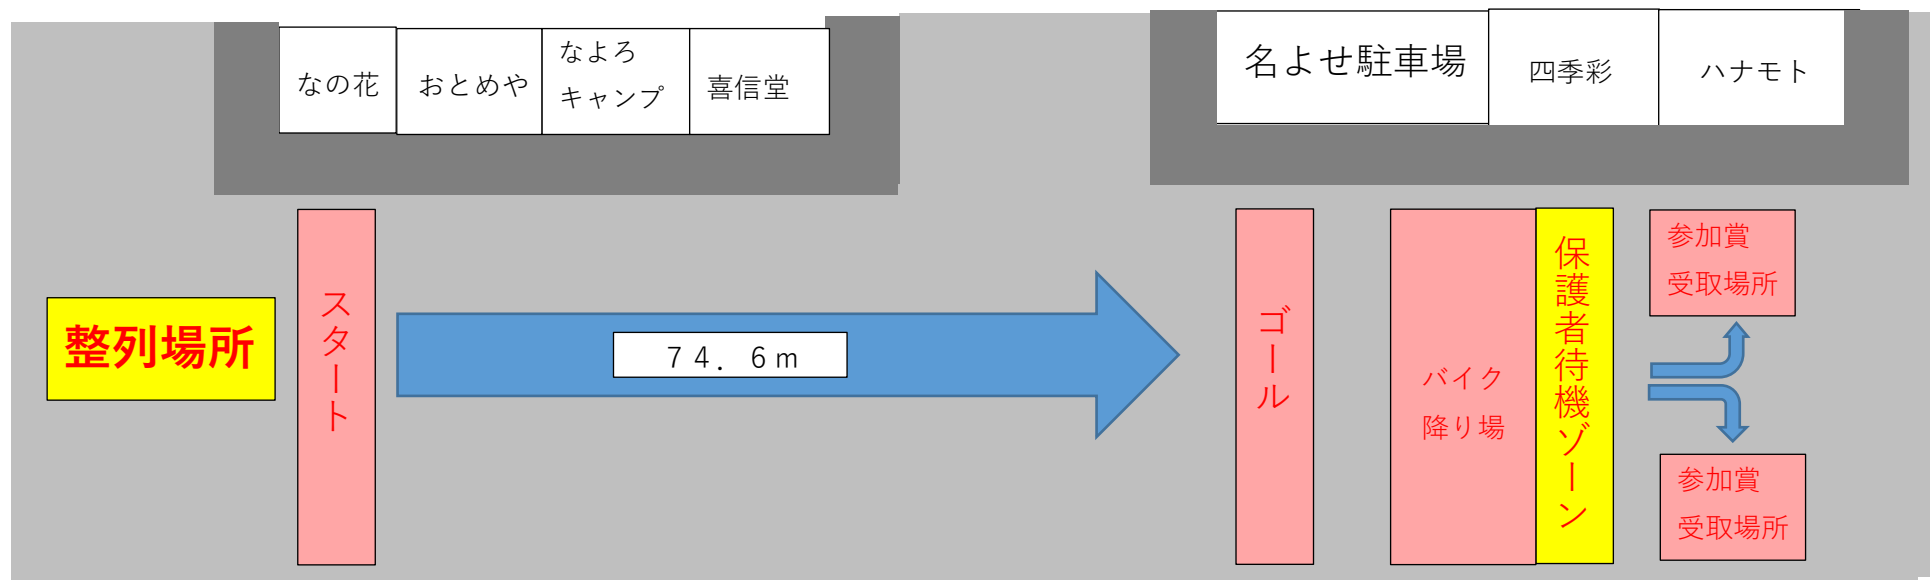 なの花
おとめや
なよろ
キャンプ
喜信堂
名よせ駐車場
四季彩
ハナモト
整列場所
スタート
７４．６ｍ
ゴール
バイク
降り場
保護者待機ゾーン
参加賞
受取場所
参加賞
受取場所